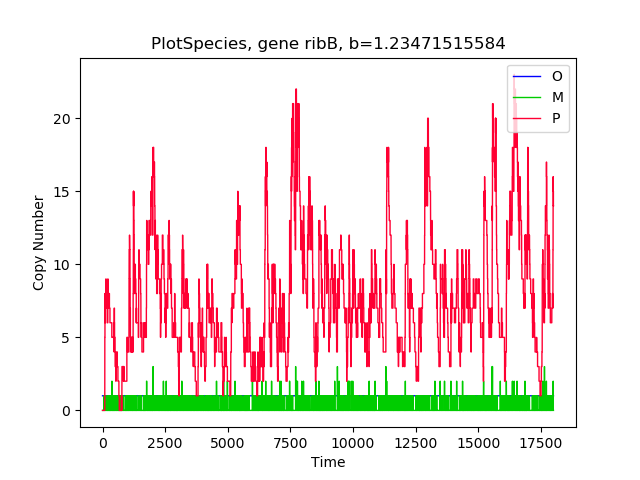 PlotSpecies, gene ribB, b=1.23471515584
O
M
P
20
15
10
5
0
Copy Number
0 2500 5000 7500 10000 12500 15000 17500
Time